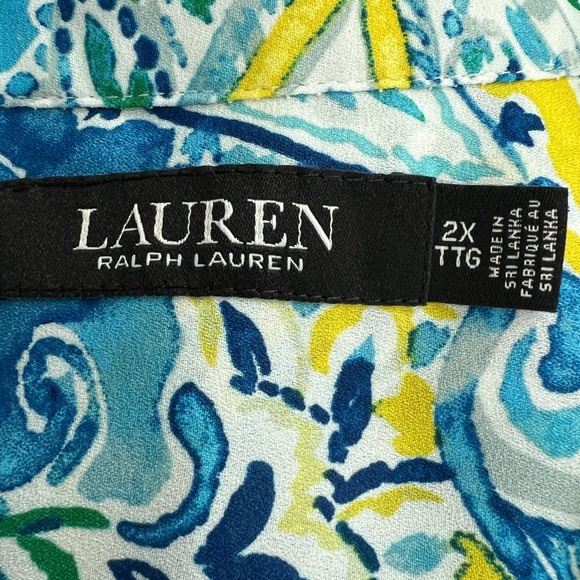 LAUREN
RALPH LAUREN
2X
TTG
MADE IN
SRI LANKA
FABRIQUÉ AU
SRI LANKA